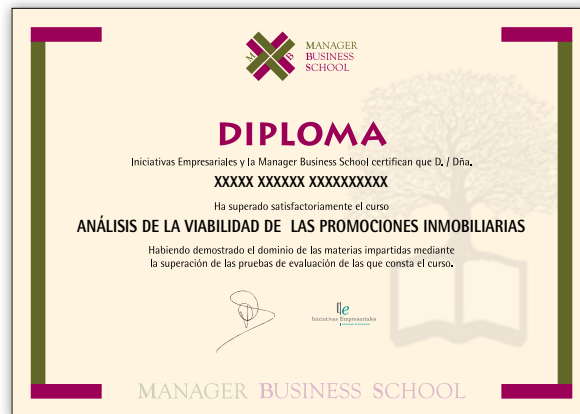 M B
MANAGER
BUSINESS
SCHOOL
DIPLOMA
Iniciativas Empresariales y la Manager Business School certifican que D. / Dña.
XXXXX XXXXXX XXXXXXXXXX
Ha superado satisfactoriamente el curso
ANÁLISIS DE LA VIABILIDAD DE LAS PROMOCIONES INMOBILIARIAS
Habiendo demostrado el dominio de las materias impartidas mediante
la superación de las pruebas de evaluación de las que consta el curso.
Iniciativas Empresariales
MANAGER BUSINESS SCHOOL